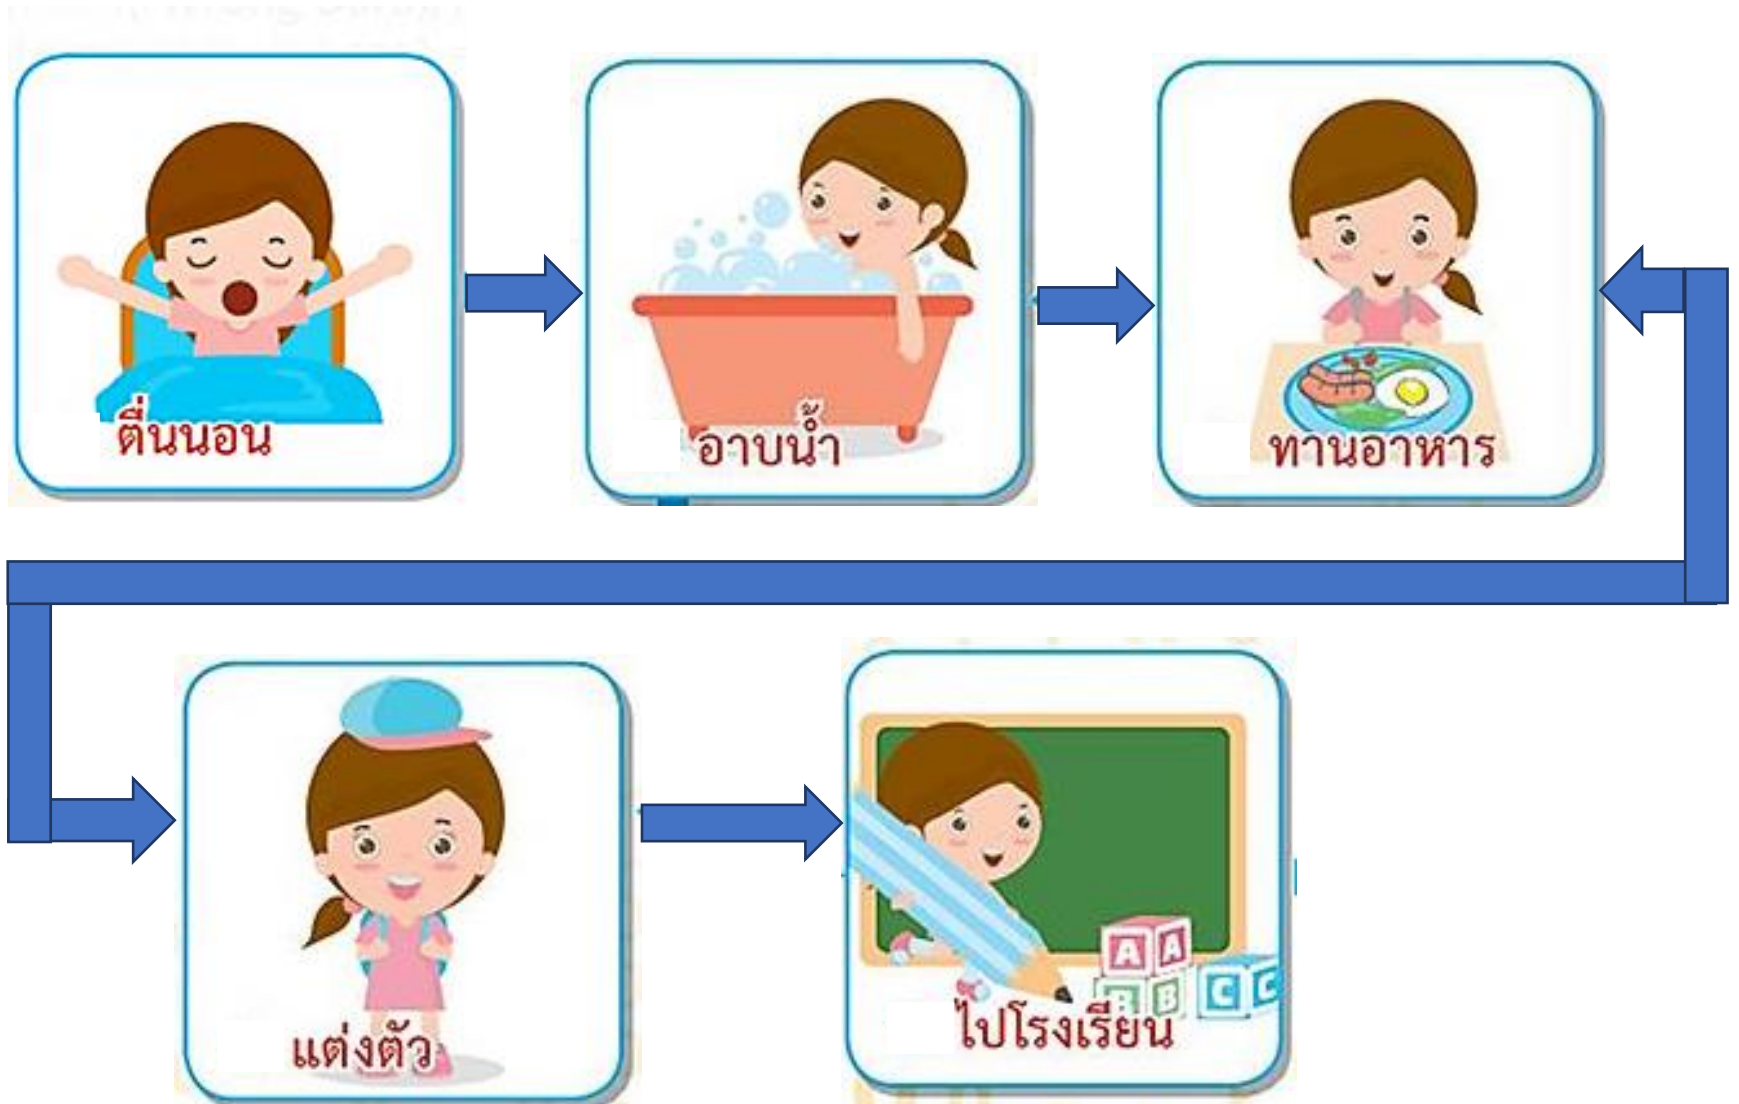 ตื่นนอน
อาบน้ำ
ทานอาหาร
แต่งตัว
ไปโรงเรียน
A A
B B C C